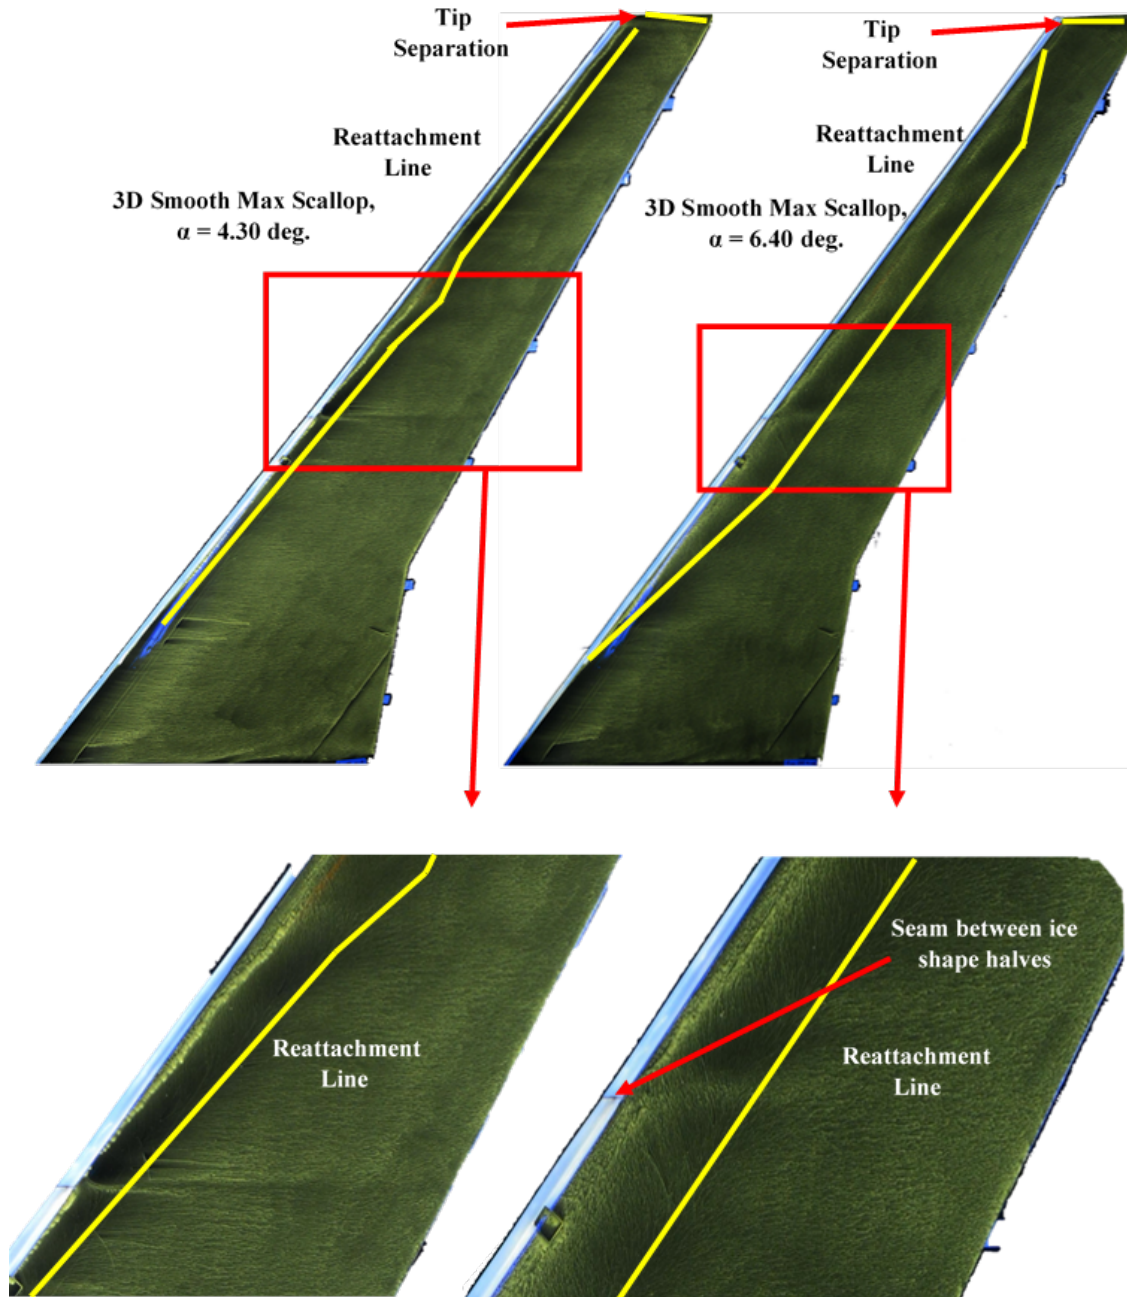 Tip
Separation
Tip
Separation
Reattachment
Line
Reattachment
Line
3D Smooth Max Scallop,
α = 4.30 deg.
3D Smooth Max Scallop,
α = 6.40 deg.
Seam between ice
shape halves
Reattachment
Line
Reattachment
Line